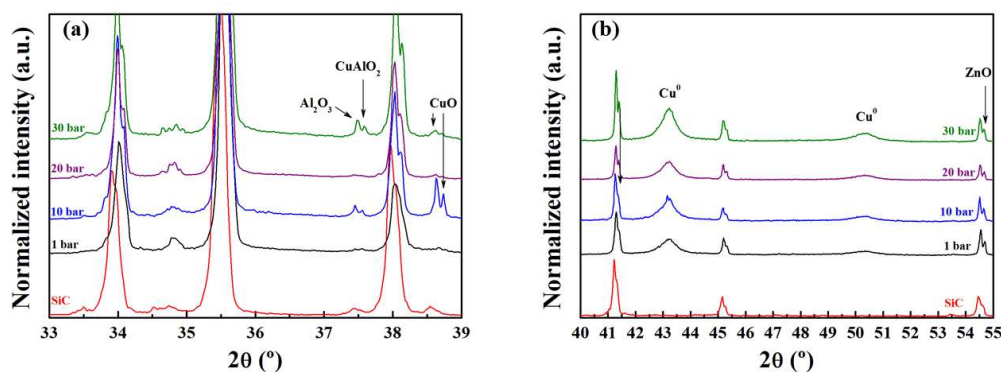 (a)
Normalized intensity (a.u.)
CuAlO₂
Al₂O₃
CuO
30 bar
20 bar
10 bar
1 bar
SiC
33 34 35 36 37 38 39
2θ (º)
(b)
Normalized intensity (a.u.)
ZnO
Cu⁰
Cu⁰
30 bar
20 bar
10 bar
1 bar
SiC
40 41 42 43 44 45 46 47 48 49 50 51 52 53 54 55
2θ (º)